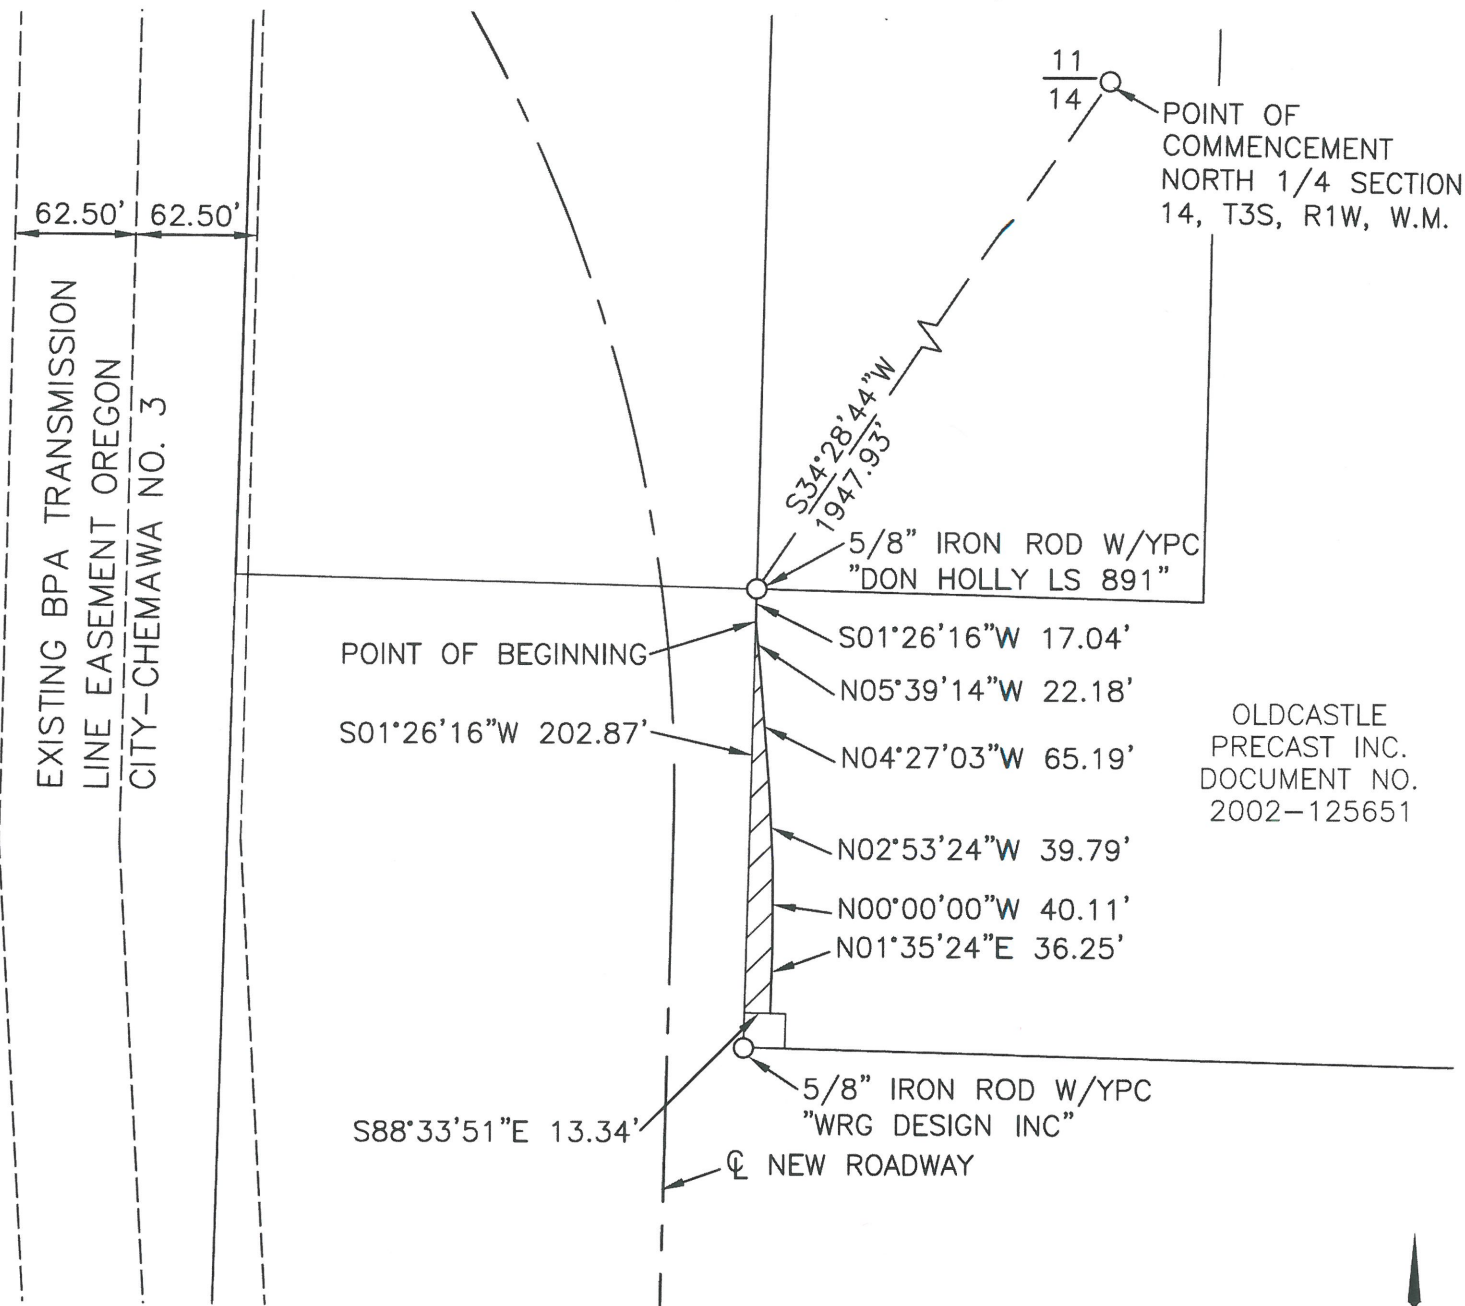 11
14
POINT OF
COMMENCEMENT
NORTH 1/4 SECTION
14, T3S, R1W, W.M.
62.50' 62.50'
EXISTING BPA TRANSMISSION
LINE EASEMENT OREGON
CITY-CHEMAWA NO. 3
S34°28'44"W
1947.93'
5/8" IRON ROD W/YPC
"DON HOLLY LS 891"
S01°26'16"W 17.04'
POINT OF BEGINNING
N05°39'14"W 22.18'
S01°26'16"W 202.87'
N04°27'03"W 65.19'
OLDCASTLE
PRECAST INC.
DOCUMENT NO.
2002-125651
N02°53'24"W 39.79'
N00°00'00"W 40.11'
N01°35'24"E 36.25'
5/8" IRON ROD W/YPC
"WRG DESIGN INC"
S88°33'51"E 13.34'
℄ NEW ROADWAY